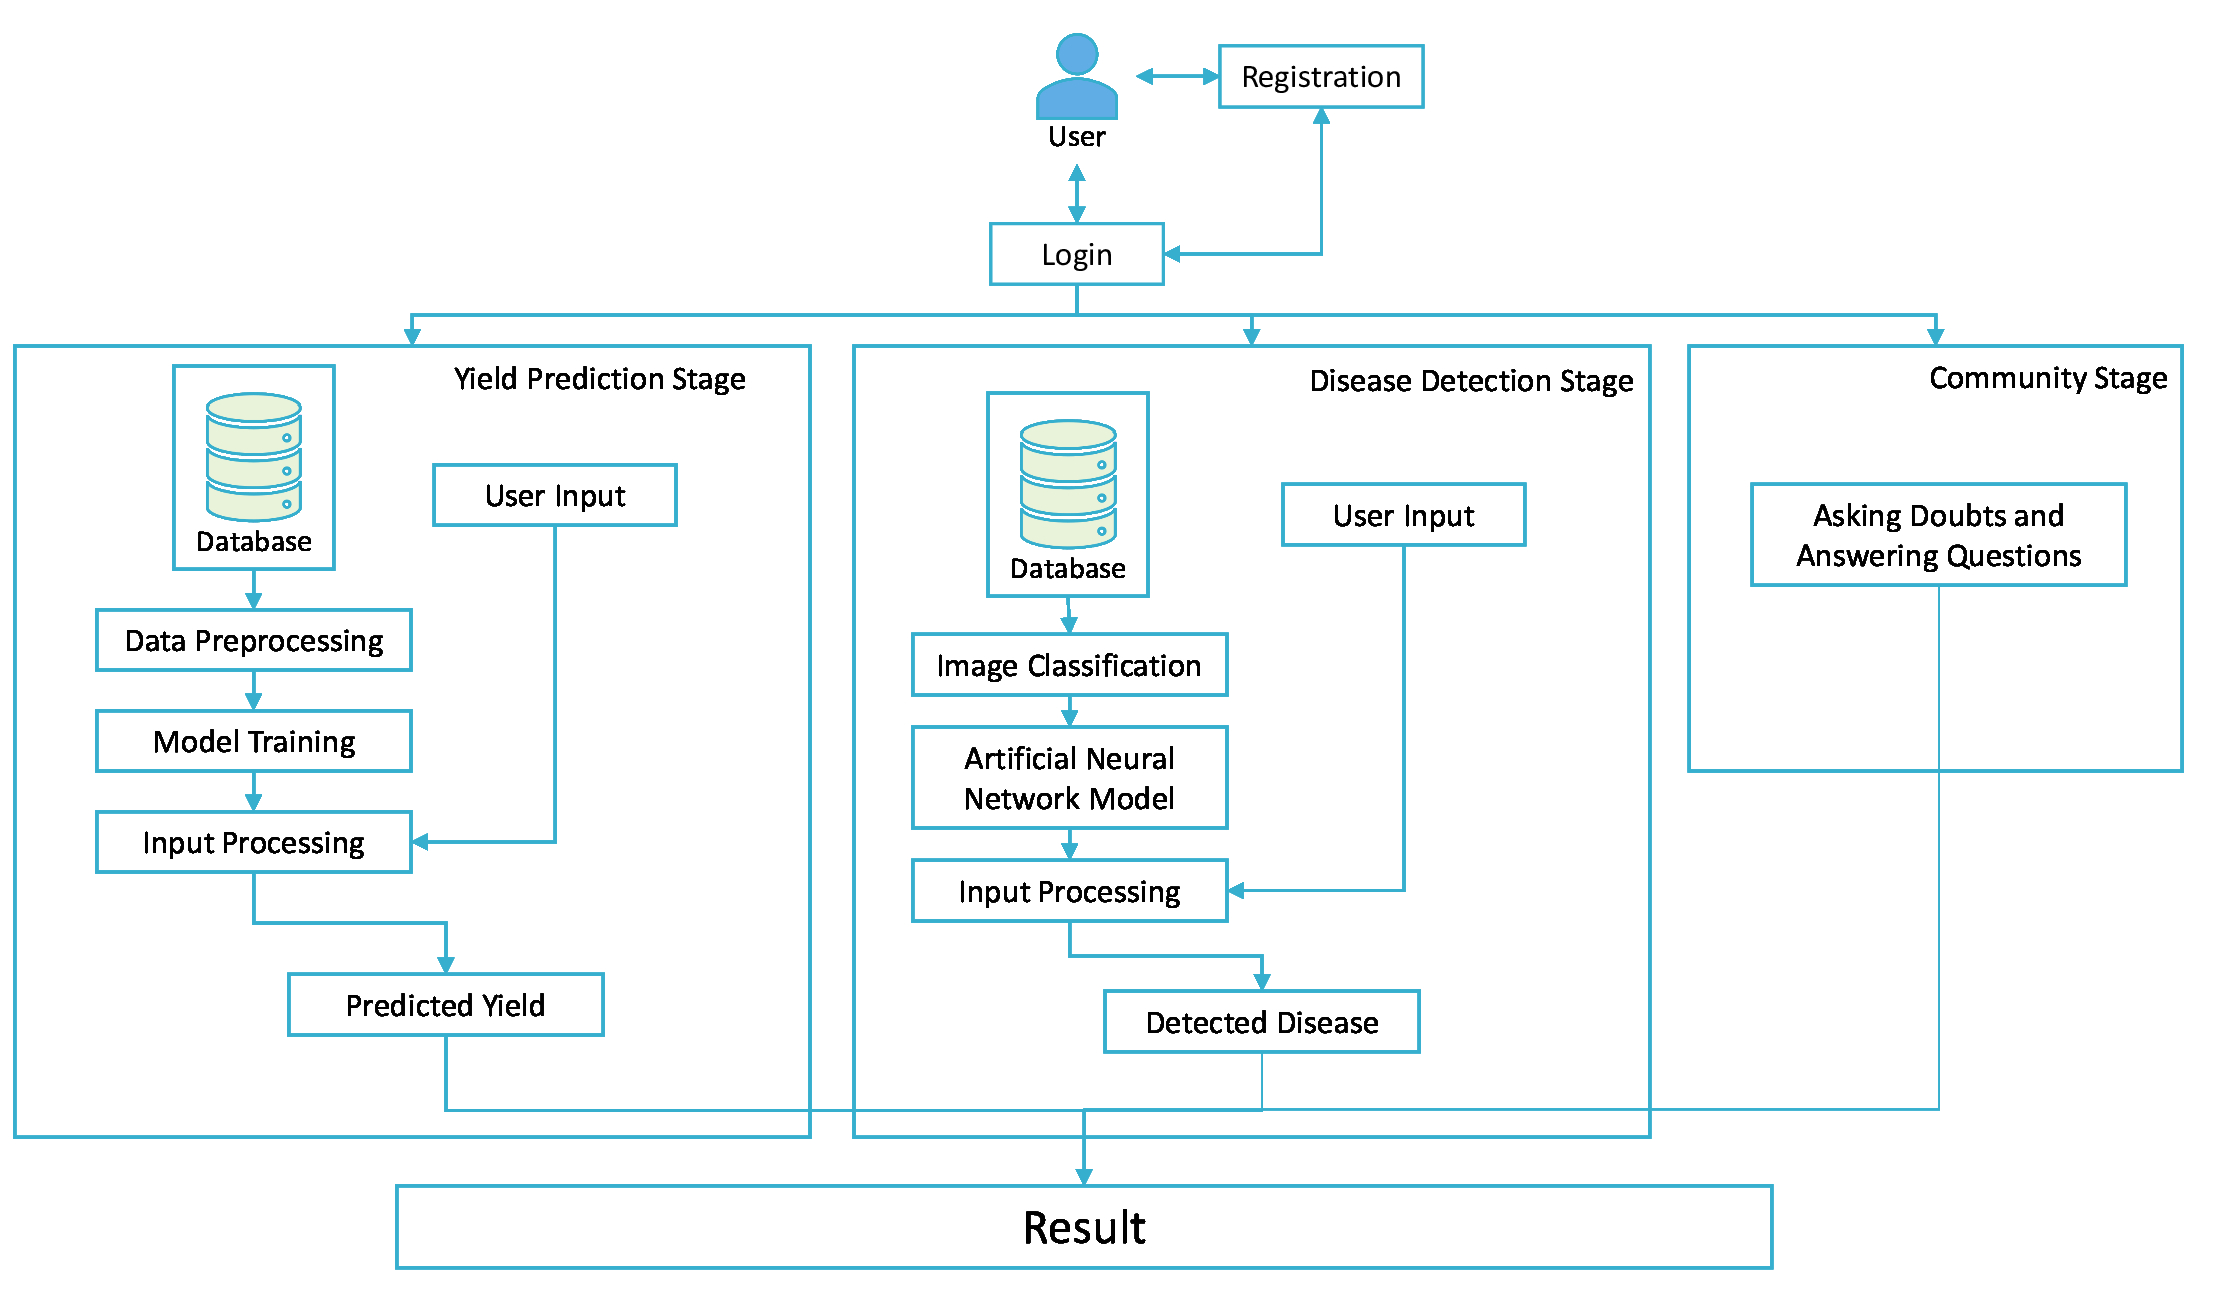 Registration
User
Login
Yield Prediction Stage
Database
User Input
Data Preprocessing
Model Training
Input Processing
Predicted Yield
Disease Detection Stage
Database
User Input
Image Classification
Artificial Neural
Network Model
Input Processing
Detected Disease
Community Stage
Asking Doubts and
Answering Questions
Result